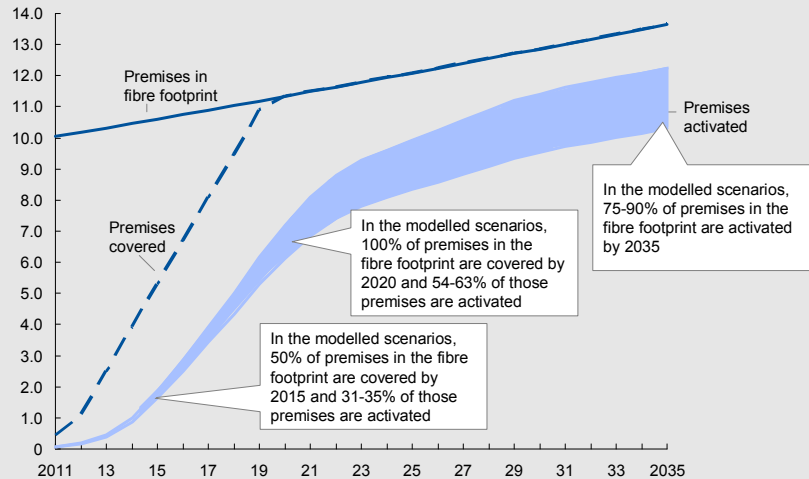 14.0
13.0
12.0
11.0
10.0
9.0
8.0
7.0
6.0
5.0
4.0
3.0
2.0
1.0
0
Premises in
fibre footprint
Premises
covered
Premises
activated
In the modelled scenarios,
75-90% of premises in the
fibre footprint are activated
by 2035
In the modelled scenarios,
100% of premises in the
fibre footprint are covered by
2020 and 54-63% of those
premises are activated
In the modelled scenarios,
50% of premises in the fibre
footprint are covered by
2015 and 31-35% of those
premises are activated
2011 13 15 17 19 21 23 25 27 29 31 33 2035